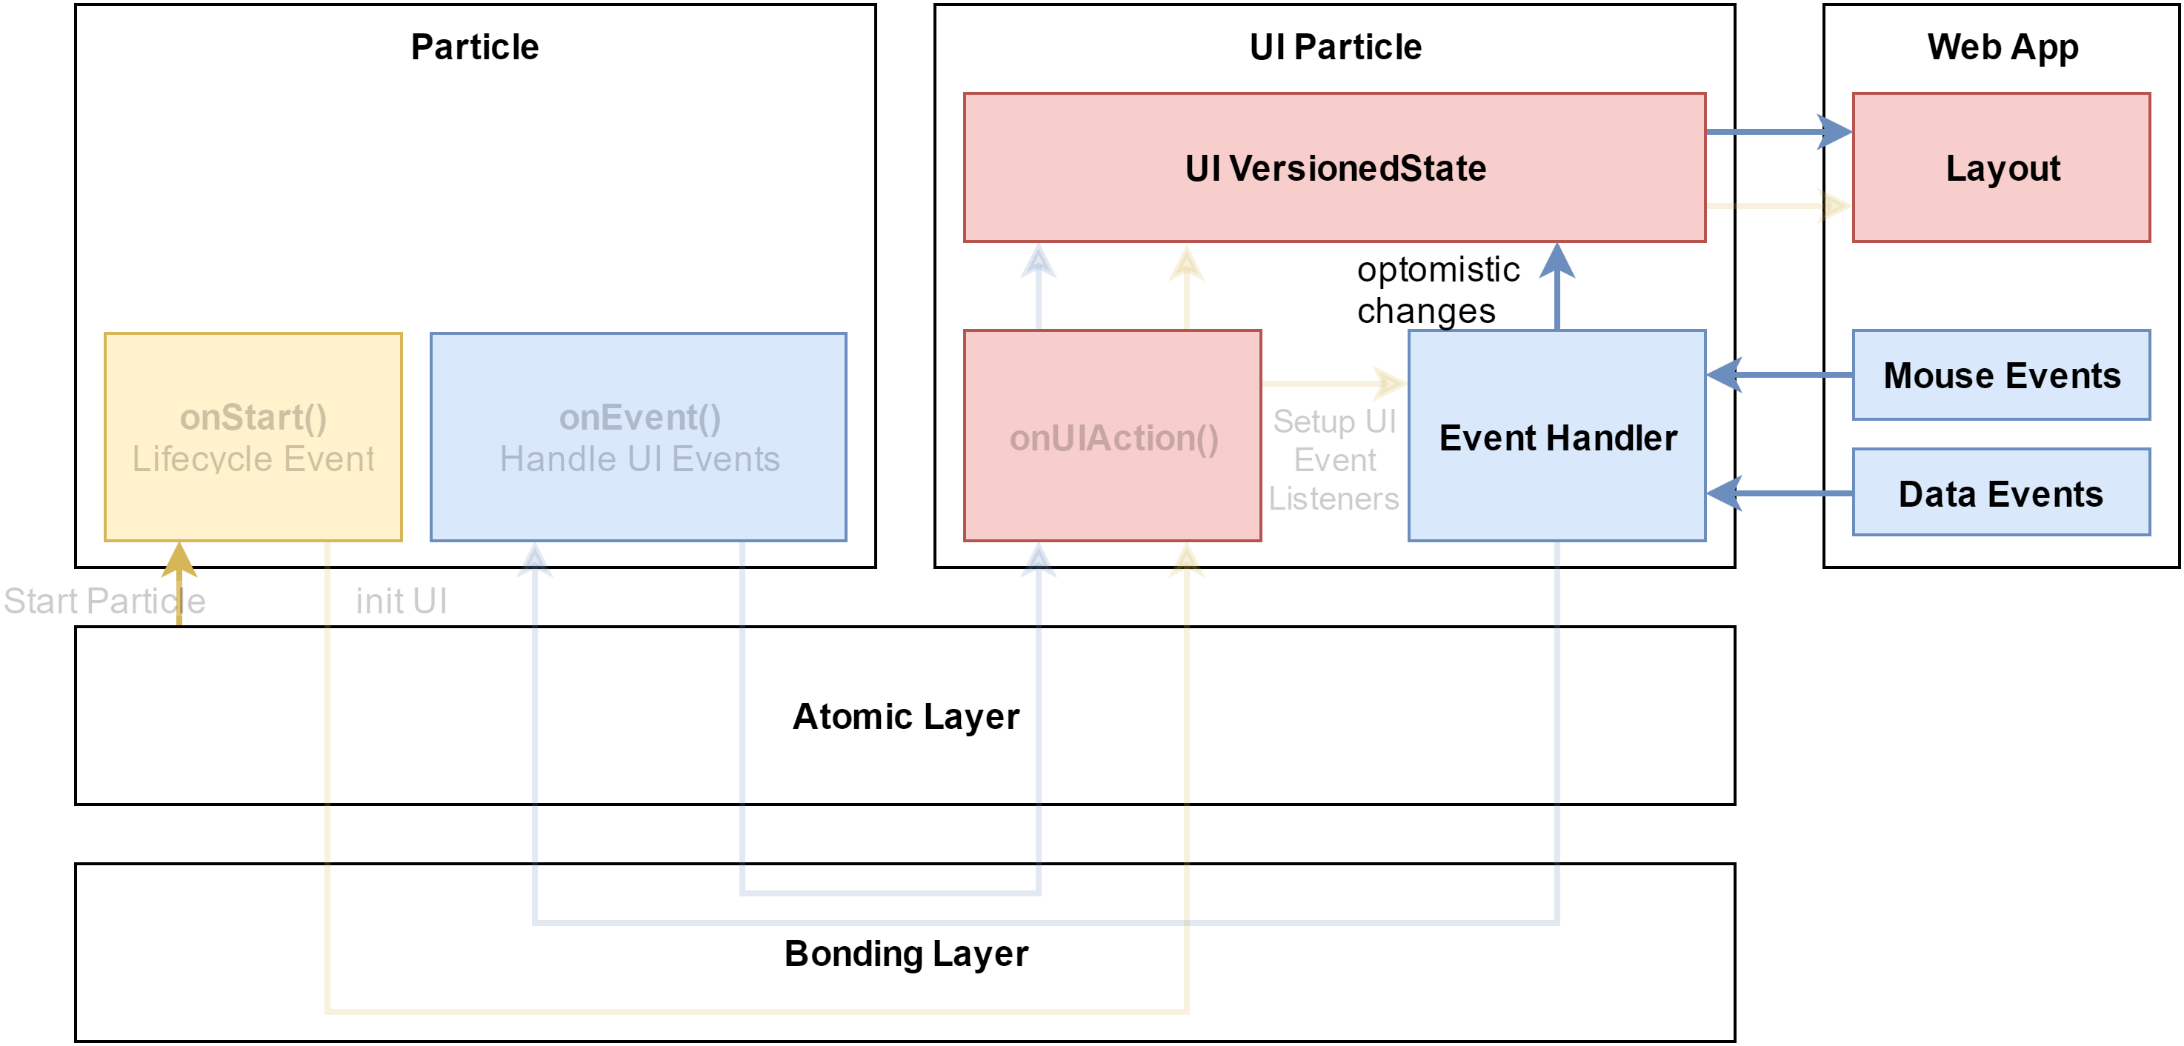 Particle
UI Particle
Web App
UI VersionedState
Layout
optomistic
changes
onStart()
Lifecycle Event
onEvent()
Handle UI Events
onUIAction()
Setup UI
Event
Listeners
Event Handler
Mouse Events
Data Events
Start Particle
init UI
Atomic Layer
Bonding Layer